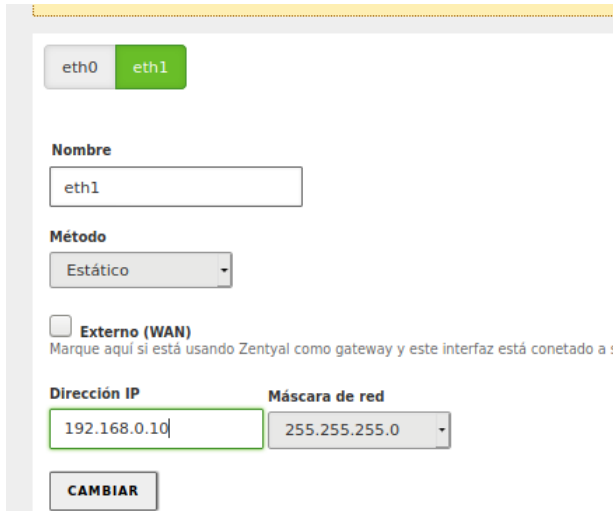 eth0 eth1
Nombre
eth1
Método
Estático
Externo (WAN)
Marque aquí si está usando Zentyal como gateway y este interfaz está conetado a
Dirección IP Máscara de red
192.168.0.10 255.255.255.0
CAMBIAR